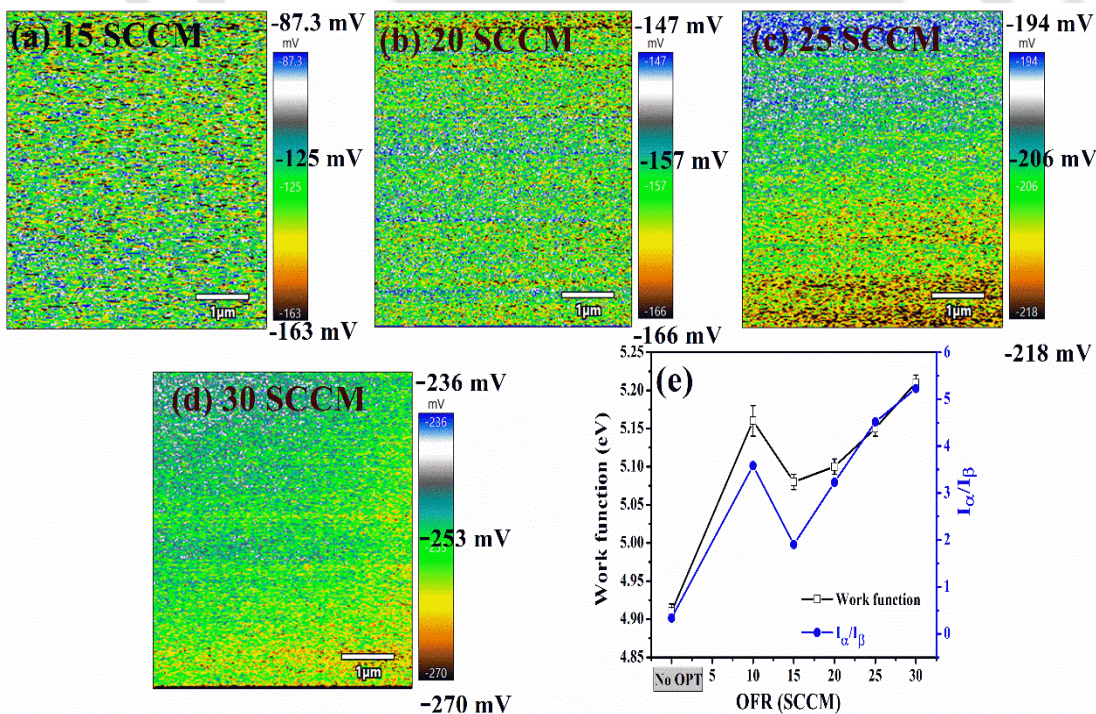 (a) 15 SCCM
-87.3 mV
mV
-87.3
-125 mV
-125
-163
-163 mV
1μm
(b) 20 SCCM
-147 mV
mV
-147
-157 mV
-157
-166
-166 mV
1μm
(c) 25 SCCM
-194 mV
mV
-194
-206 mV
-206
-218
-218 mV
1μm
(d) 30 SCCM
-236 mV
mV
-236
-253 mV
-270
-270 mV
1μm
(e)
5.25
5.20
5.15
5.10
5.05
5.00
4.95
4.90
4.85
Work function (eV)
6
5
4
3
2
1
0
Iα/Iβ
Work function
Iα/Iβ
No OPT 5 10 15 20 25 30
OFR (SCCM)